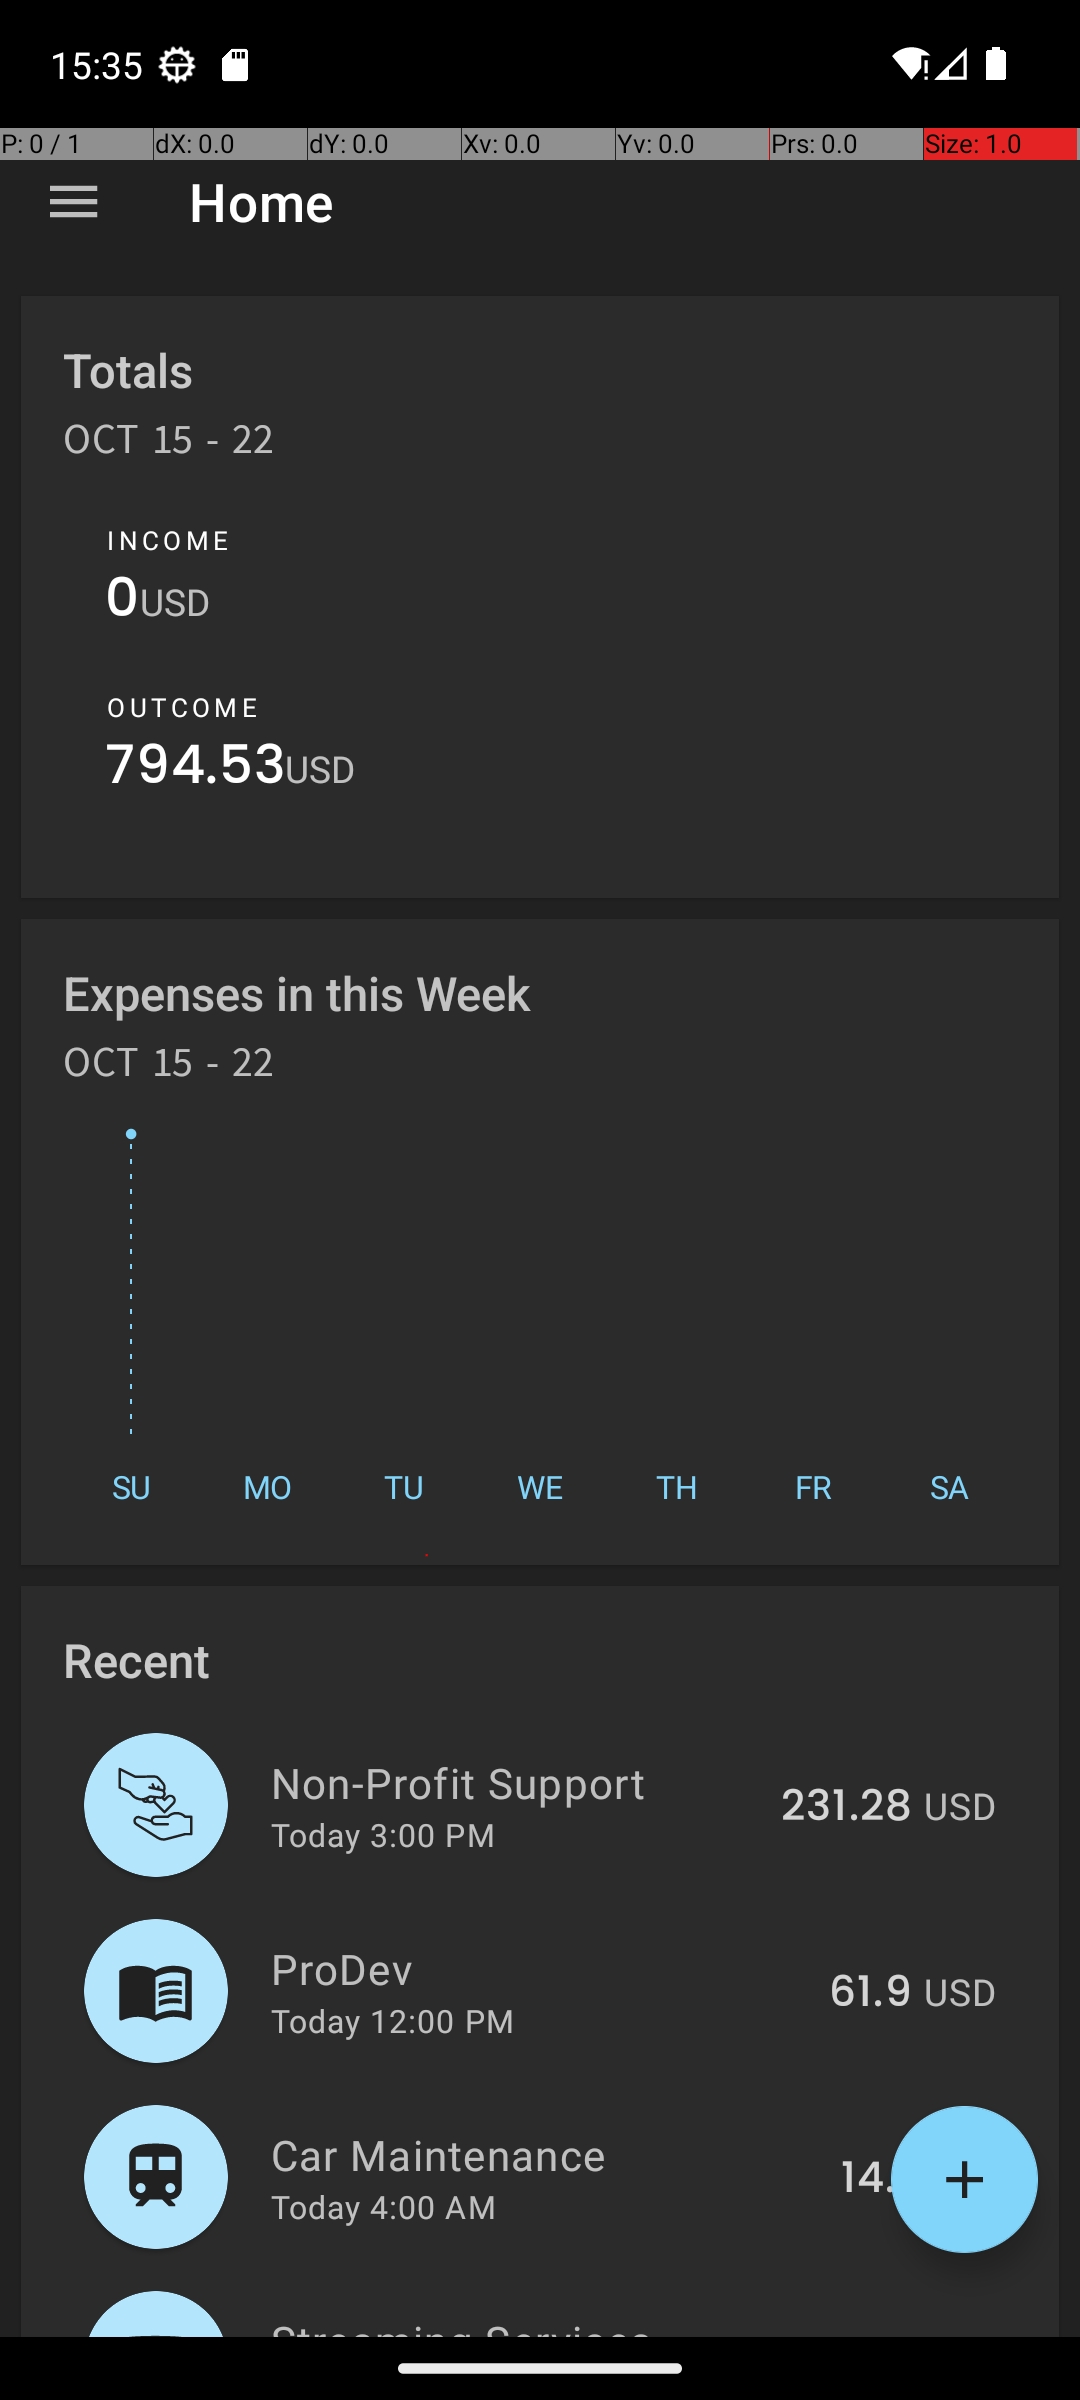 15:35
P: 0 / 1 dX: 0.0 dY: 0.0 Xv: 0.0 Yv: 0.0 Prs: 0.0 Size: 1.0
Home
Totals
OCT 15 - 22
INCOME
0USD
OUTCOME
794.53USD
Expenses in this Week
OCT 15 - 22
SU MO TU WE TH FR SA
Recent
Non-Profit Support
231.28 USD
Today 3:00 PM
ProDev
61.9 USD
Today 12:00 PM
Car Maintenance
14.
Today 4:00 AM
Streaming Services